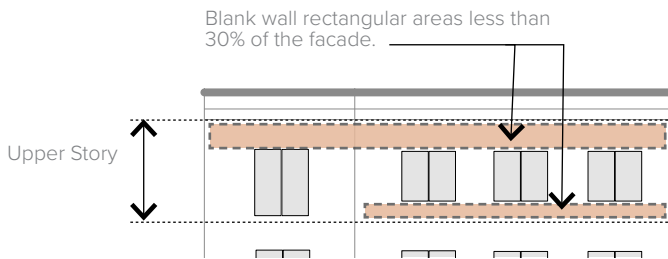 Blank wall rectangular areas less than
30% of the facade.
Upper Story